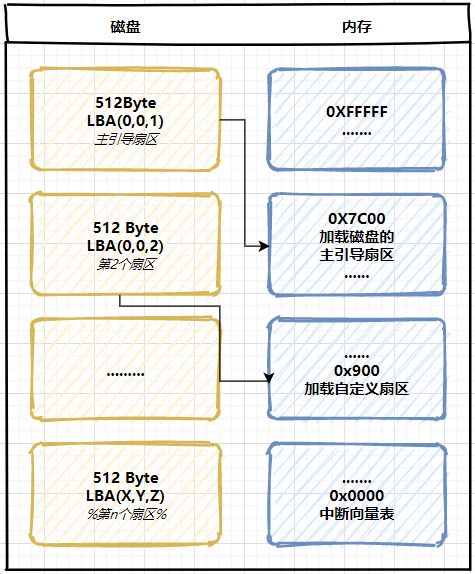 磁盘
内存
512Byte
LBA(0,0,1)
主引导扇区
0XFFFFF
.......
512 Byte
LBA(0,0,2)
第2个扇区
0X7C00
加载磁盘的
主引导扇区
......
.........
......
0x900
加载自定义扇区
512 Byte
LBA(X,Y,Z)
%第n个扇区%
.......
0x0000
中断向量表